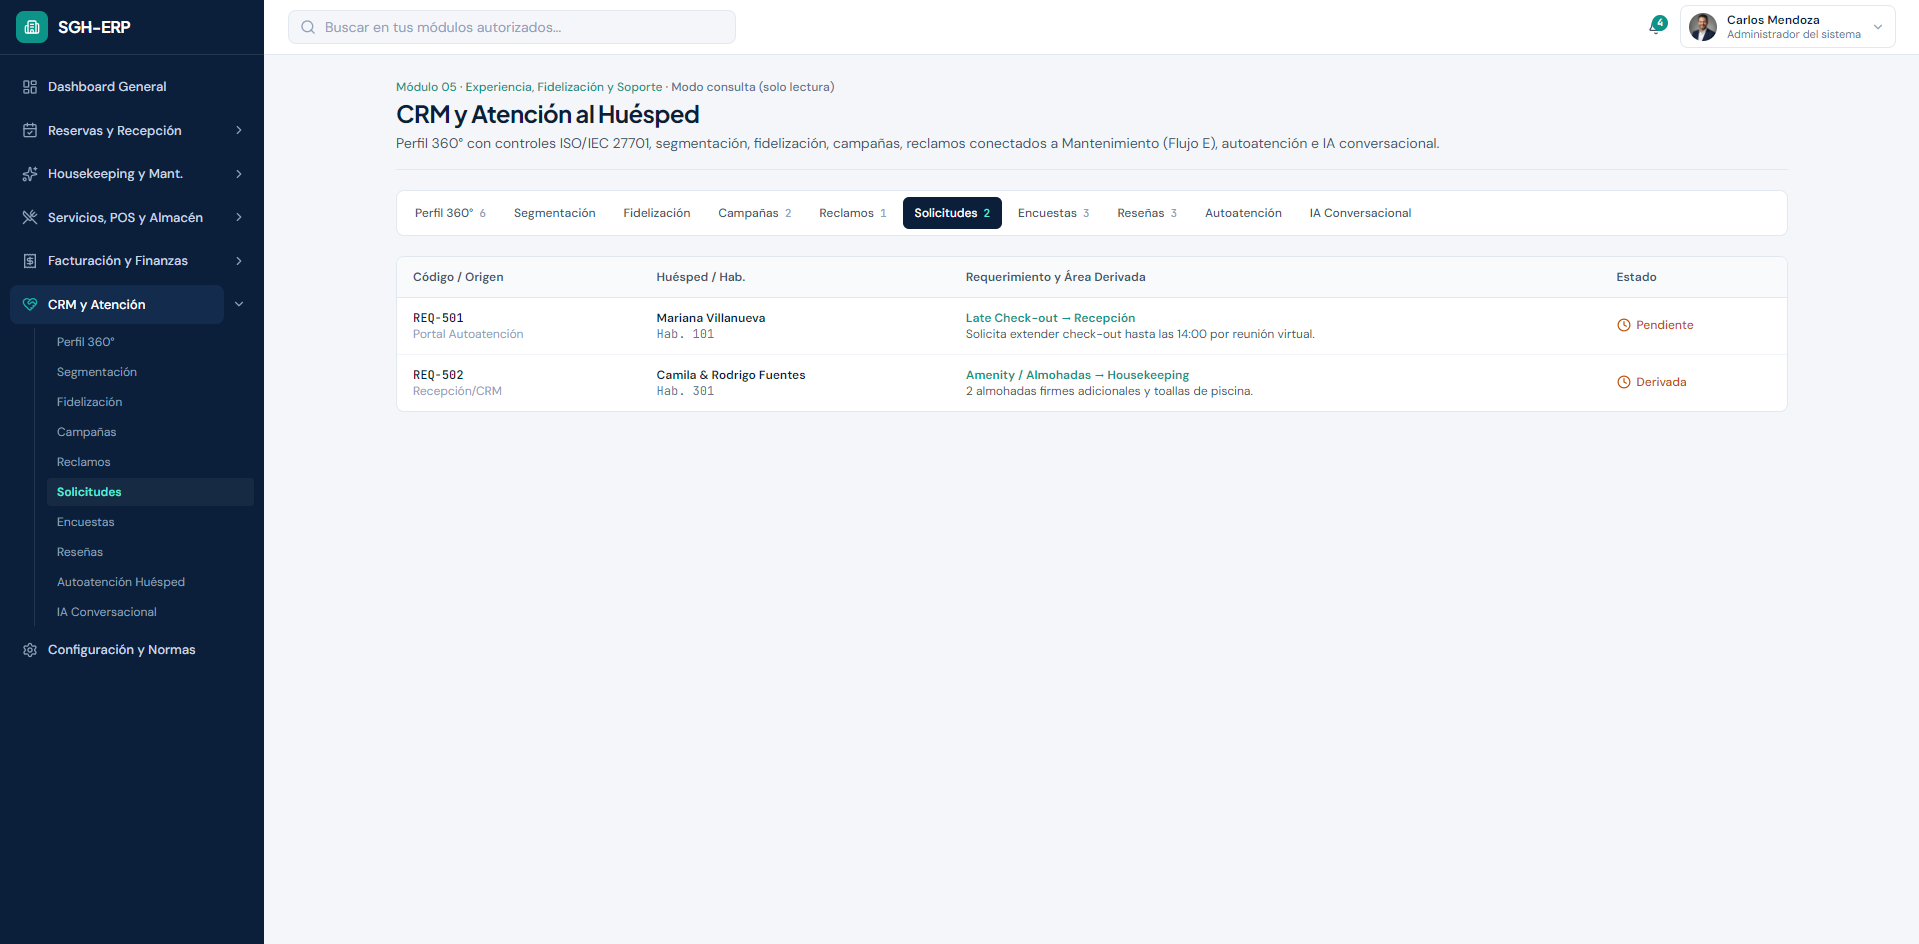 SGH-ERP
Buscar en tus módulos autorizados...
4
Carlos Mendoza
Administrador del sistema
Dashboard General
Reservas y Recepción
Housekeeping y Mant.
Servicios, POS y Almacén
Facturación y Finanzas
CRM y Atención
Perfil 360°
Segmentación
Fidelización
Campañas
Reclamos
Solicitudes
Encuestas
Reseñas
Autoatención Huésped
IA Conversacional
Configuración y Normas
Módulo 05 · Experiencia, Fidelización y Soporte · Modo consulta (solo lectura)
CRM y Atención al Huésped
Perfil 360° con controles ISO/IEC 27701, segmentación, fidelización, campañas, reclamos conectados a Mantenimiento (Flujo E), autoatención e IA conversacional.
Perfil 360° 6 Segmentación Fidelización Campañas 2 Reclamos 1 Solicitudes 2 Encuestas 3 Reseñas 3 Autoatención IA Conversacional
Código / Origen Huésped / Hab. Requerimiento y Área Derivada Estado
REQ-501 Mariana Villanueva Late Check-out → Recepción Pendiente
Portal Autoatención Hab. 101 Solicita extender check-out hasta las 14:00 por reunión virtual.
REQ-502 Camila & Rodrigo Fuentes Amenity / Almohadas → Housekeeping Derivada
Recepción/CRM Hab. 301 2 almohadas firmes adicionales y toallas de piscina.